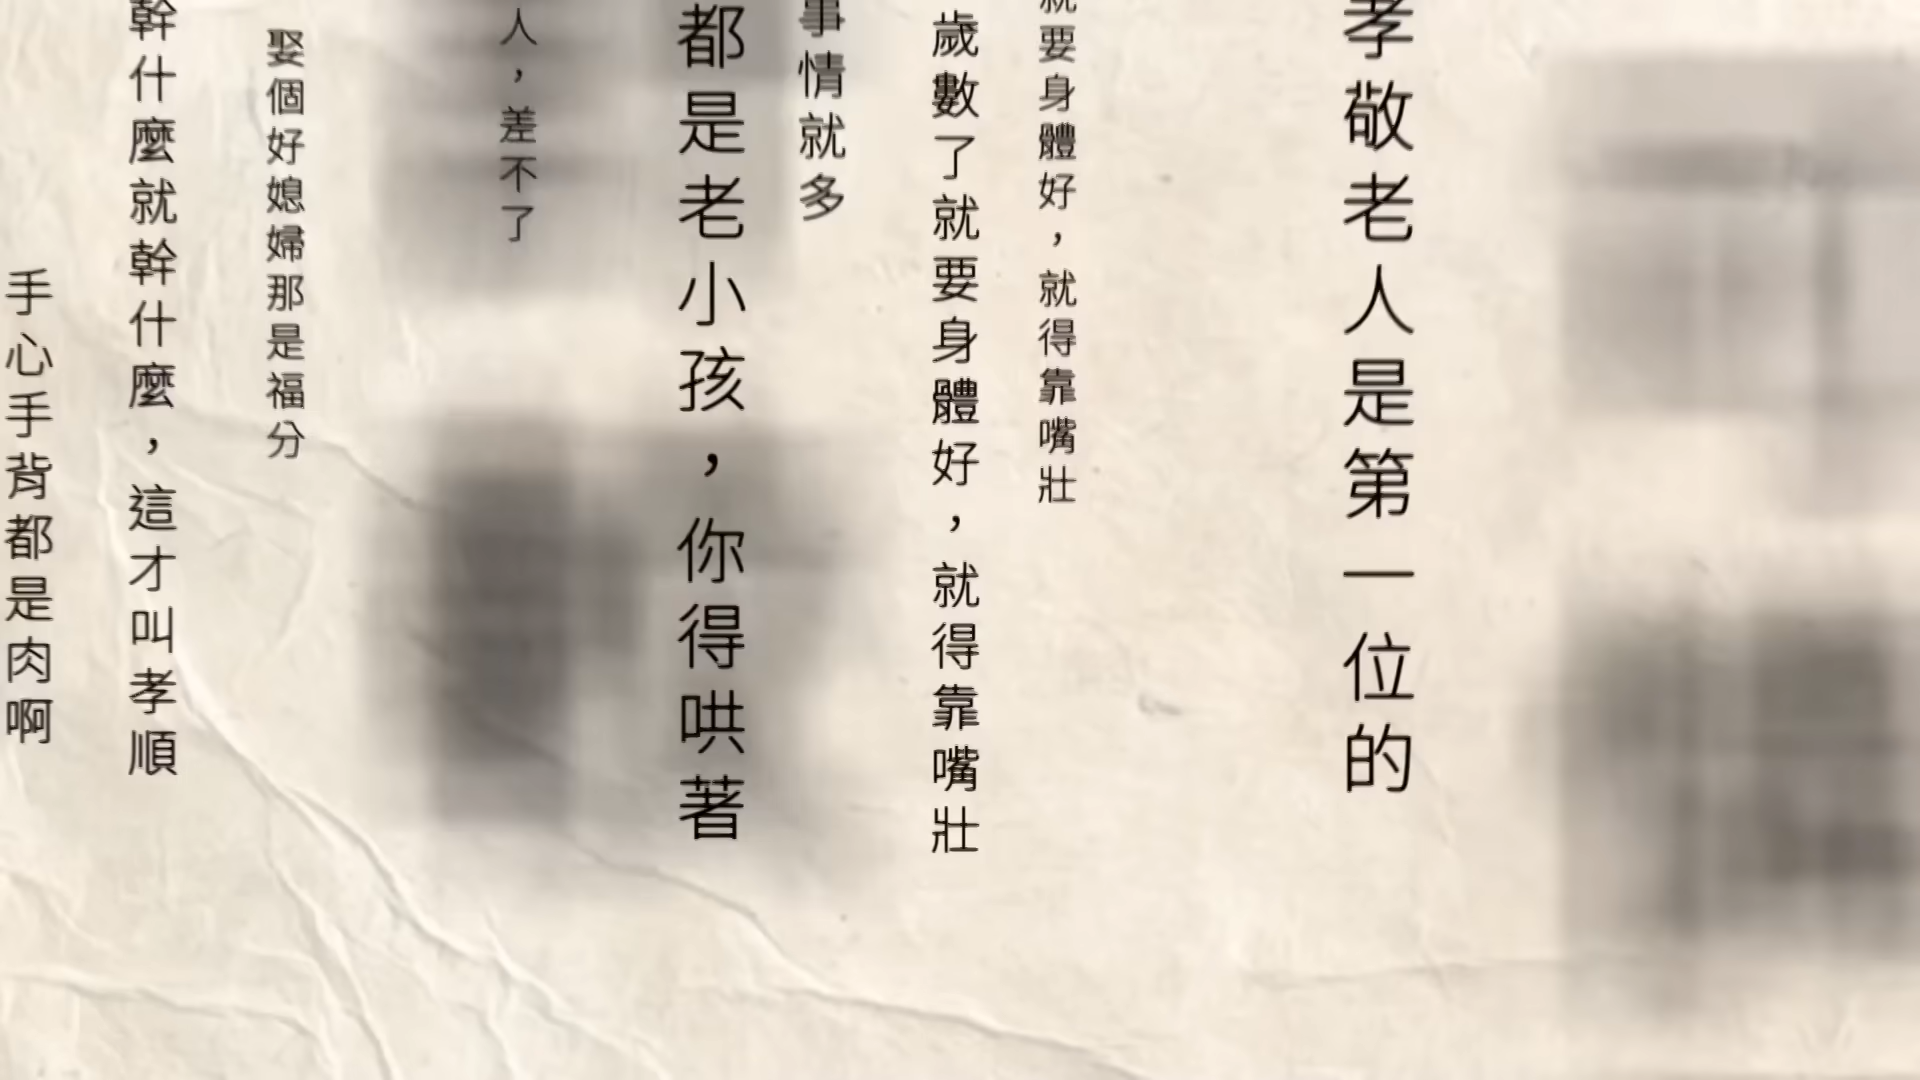 孝敬老人是第一位的
就要身體好，就得靠嘴壯
歲數了就要身體好，就得靠嘴壯
事情就多
都是老小孩，你得哄著
人，差不了
娶個好媳婦那是福分
幹什麼就幹什麼，這才叫孝順
手心手背都是肉啊